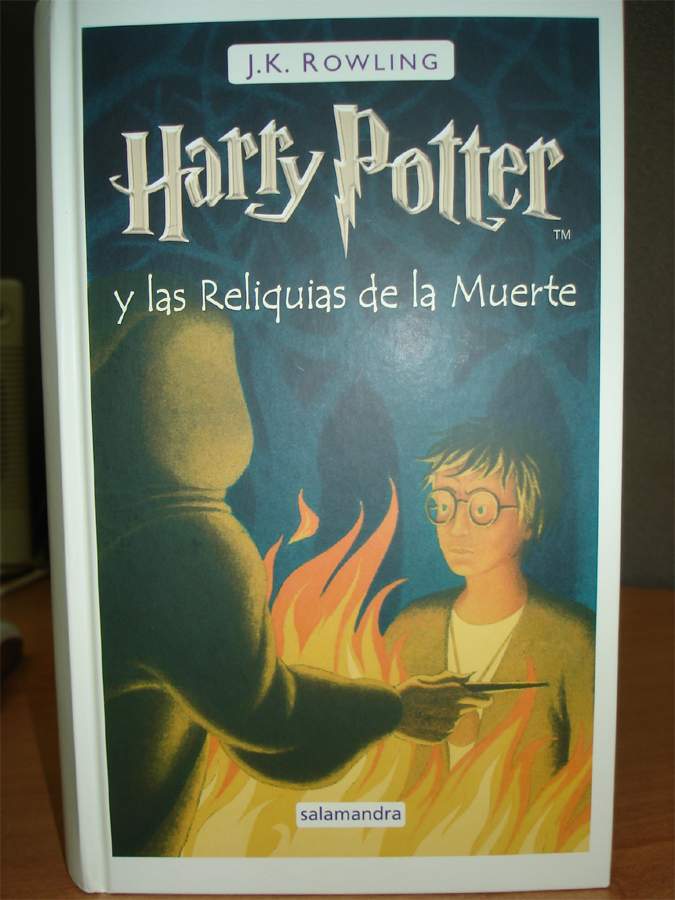 J.K. ROWLING
Harry Potter
TM
y las Reliquias de la Muerte
salamandra